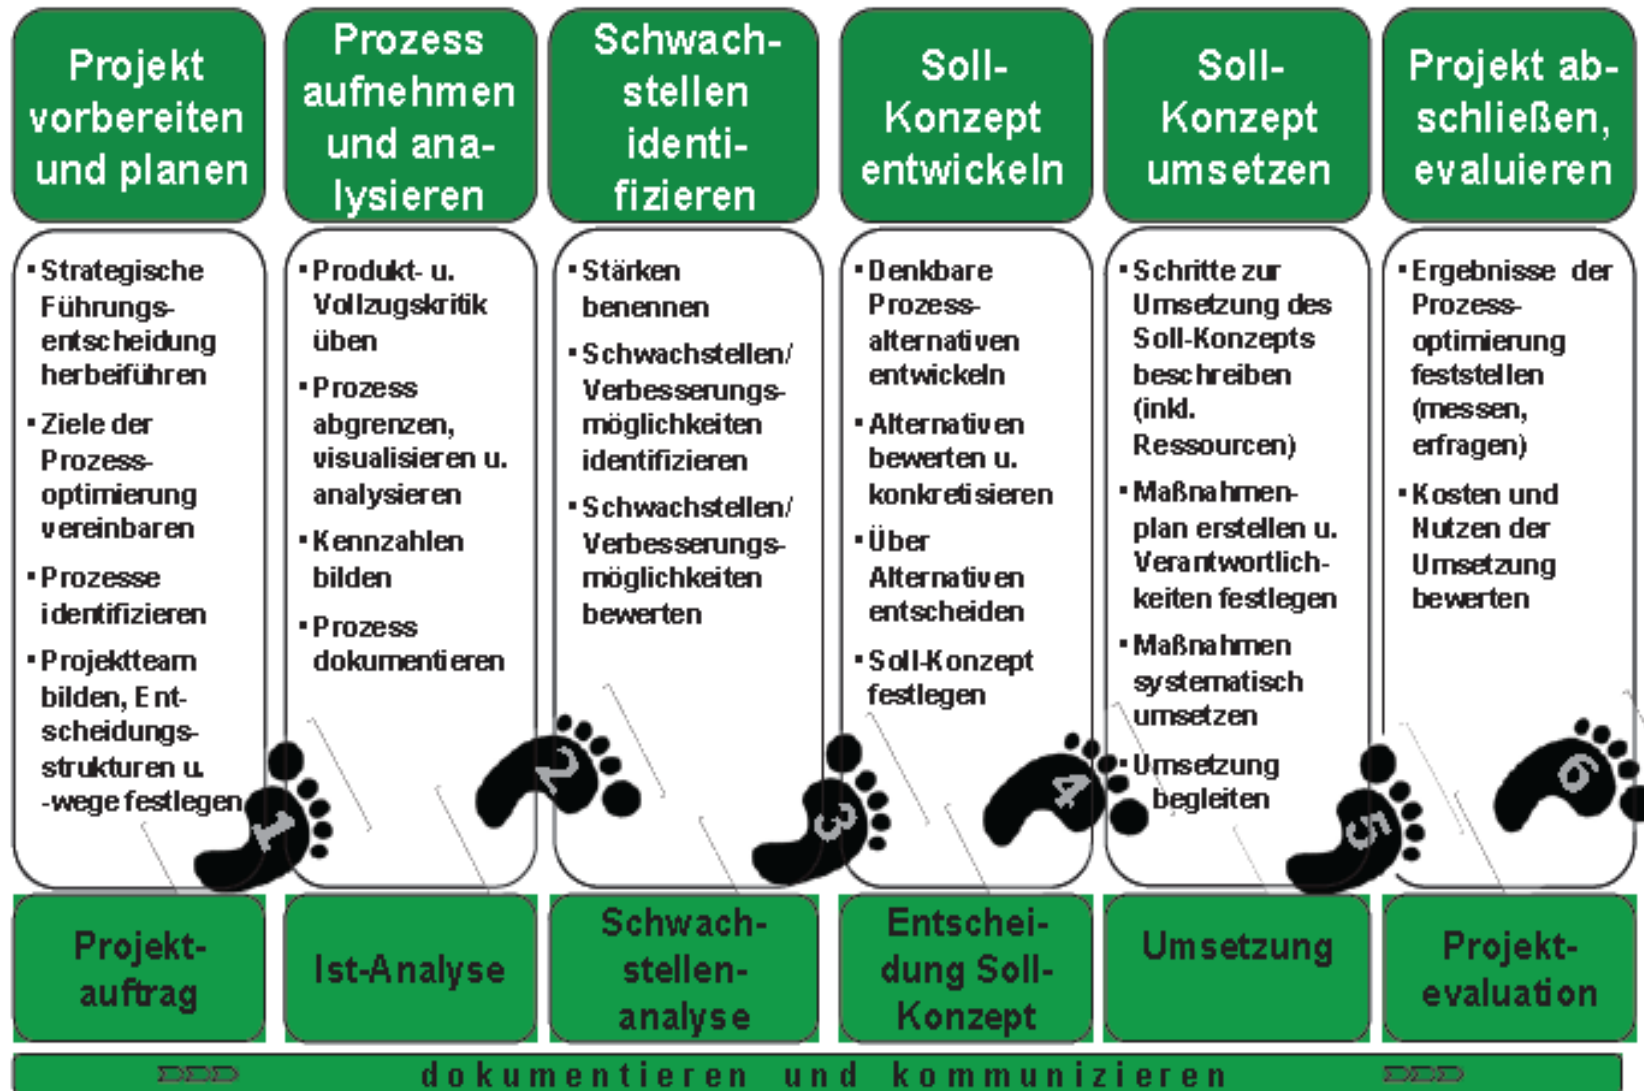 Projekt
vorbereiten
und planen
Prozess
aufnehmen
und ana-
lysieren
Schwach-
stellen
identi-
fizieren
Soll-
Konzept
entwickeln
Soll-
Konzept
umsetzen
Projekt ab-
schließen,
evaluieren
▪ Strategische
Führungs-
entscheidung
herbeiführen
▪ Ziele der
Prozess-
optimierung
vereinbaren
▪ Prozesse
identifizieren
▪ Projektteam
bilden, Ent-
scheidungs-
strukturen u.
-wege festlegen
▪ Produkt- u.
Vollzugskritik
üben
▪ Prozess
abgrenzen,
visualisieren u.
analysieren
▪ Kennzahlen
bilden
▪ Prozess
dokumentieren
▪ Stärken
benennen
▪ Schwachstellen/
Verbesserungs-
möglichkeiten
identifizieren
▪ Schwachstellen/
Verbesserungs-
möglichkeiten
bewerten
▪ Denkbare
Prozess-
alternativen
entwickeln
▪ Alternativen
bewerten u.
konkretisieren
▪ Über
Alternativen
entscheiden
▪ Soll-Konzept
festlegen
▪ Schritte zur
Umsetzung des
Soll-Konzepts
beschreiben
(inkl.
Ressourcen)
▪ Maßnahmen-
plan erstellen u.
Verantwortlich-
keiten festlegen
▪ Maßnahmen
systematisch
umsetzen
▪ Umsetzung
begleiten
▪ Ergebnisse der
Prozess-
optimierung
feststellen
(messen,
erfragen)
▪ Kosten und
Nutzen der
Umsetzung
bewerten
1
2
3
4
5
6
Projekt-
auftrag
Ist-Analyse
Schwach-
stellen-
analyse
Entschei-
dung Soll-
Konzept
Umsetzung
Projekt-
evaluation
dokumentieren und kommunizieren